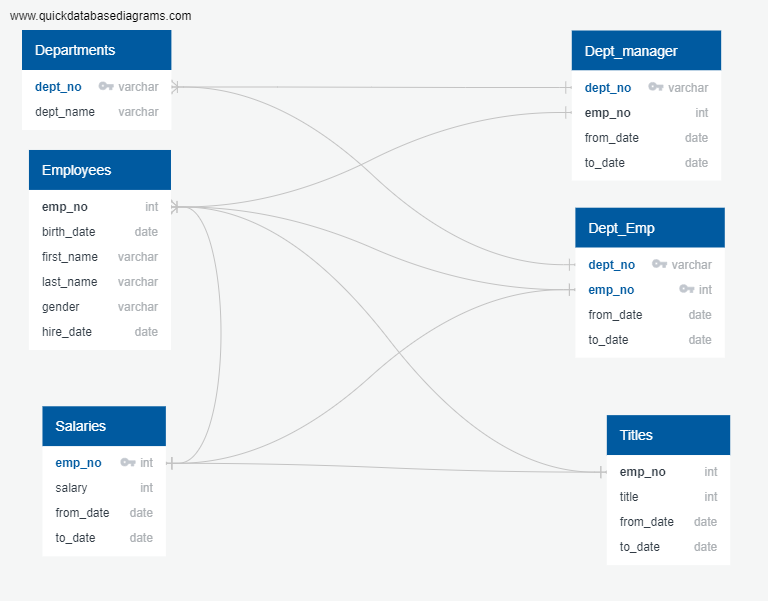 www.quickdatabasediagrams.com
Departments
dept_no varchar
dept_name varchar
Employees
emp_no int
birth_date date
first_name varchar
last_name varchar
gender varchar
hire_date date
Salaries
emp_no int
salary int
from_date date
to_date date
Dept_manager
dept_no varchar
emp_no int
from_date date
to_date date
Dept_Emp
dept_no varchar
emp_no int
from_date date
to_date date
Titles
emp_no int
title int
from_date date
to_date date